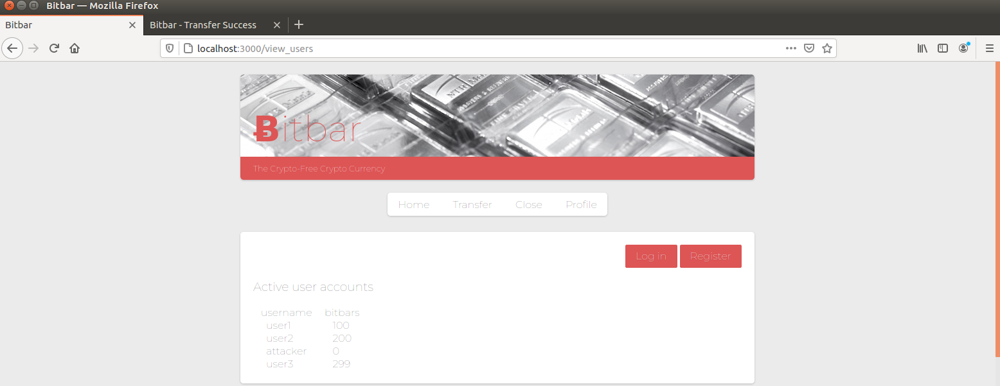 Bitbar — Mozilla Firefox
Bitbar
Bitbar - Transfer Success
localhost:3000/view_users
Ƀitbar
The Crypto-Free Crypto Currency
Home Transfer Close Profile
Log in Register
Active user accounts
username bitbars
user1 100
user2 200
attacker 0
user3 299